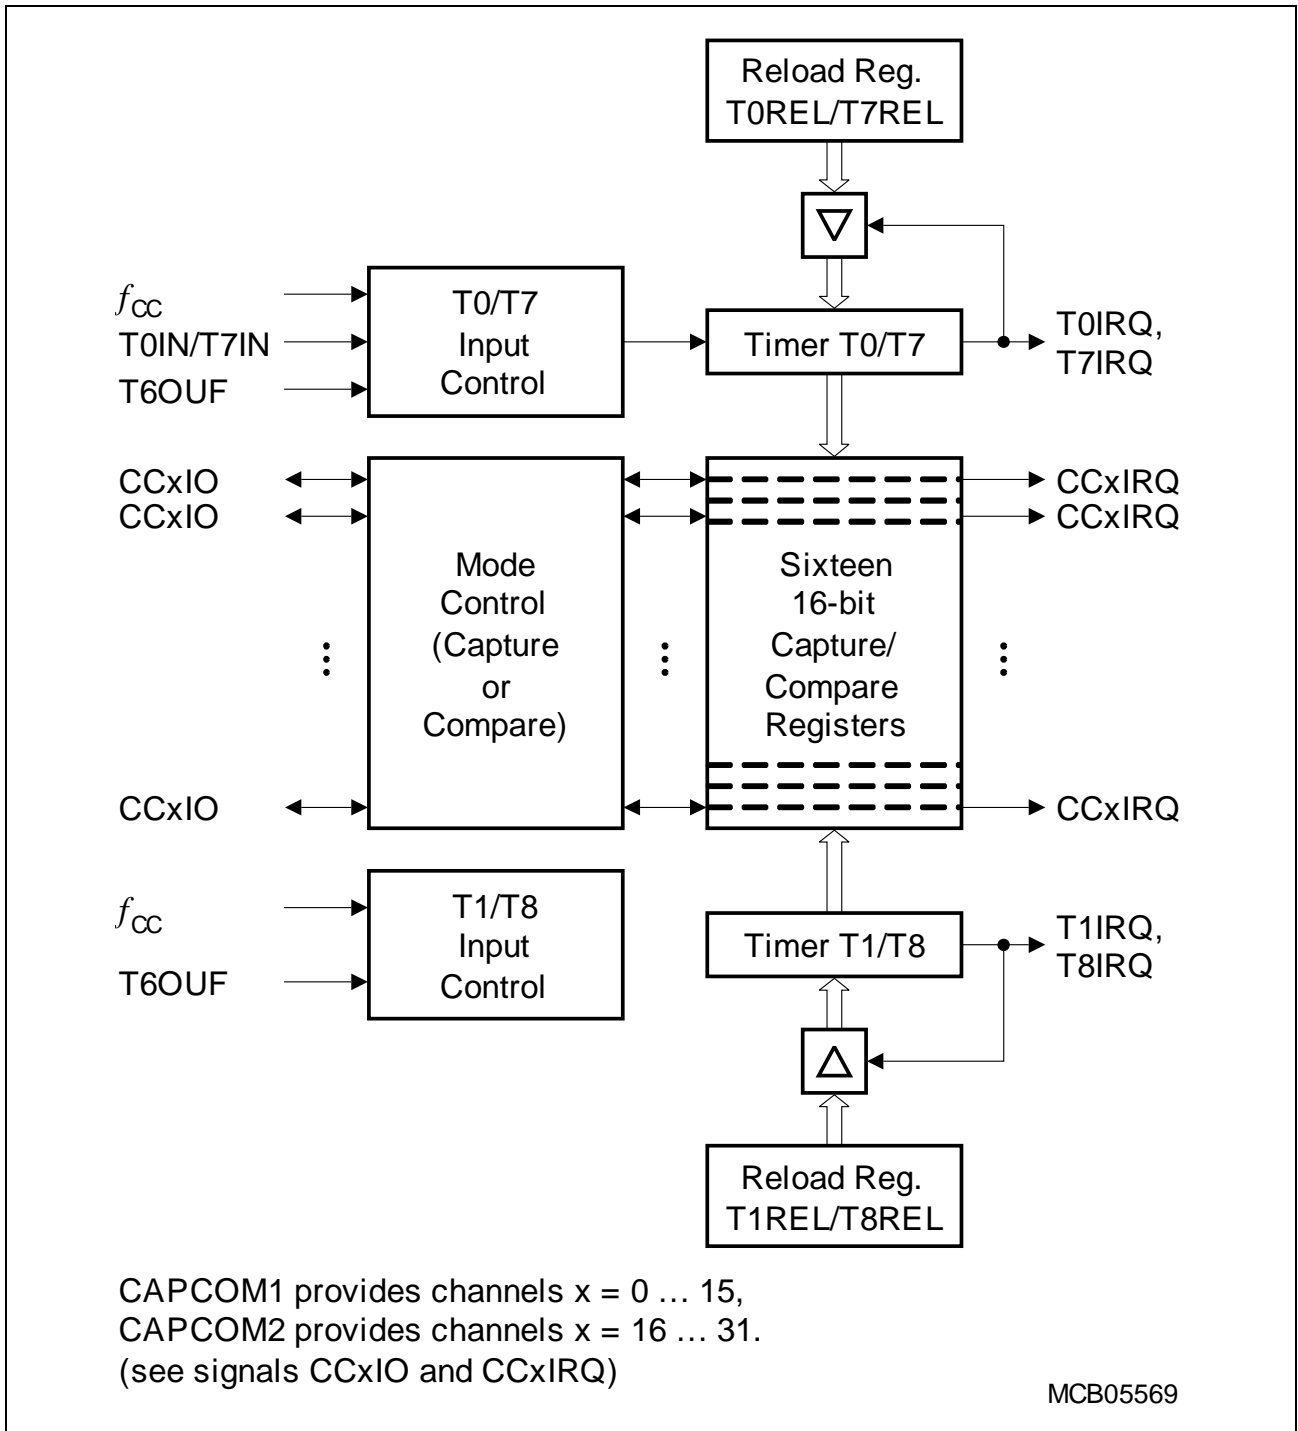 Reload Reg.
T0REL/T7REL
f CC
T0IN/T7IN
T6OUF
T0/T7
Input
Control
Timer T0/T7
T0IRQ,
T7IRQ
CCxIO
CCxIO
CCxIO
Mode
Control
(Capture
or
Compare)
Sixteen
16-bit
Capture/
Compare
Registers
CCxIRQ
CCxIRQ
CCxIRQ
f CC
T6OUF
T1/T8
Input
Control
Timer T1/T8
T1IRQ,
T8IRQ
Reload Reg.
T1REL/T8REL
CAPCOM1 provides channels x = 0 … 15,
CAPCOM2 provides channels x = 16 … 31.
(see signals CCxIO and CCxIRQ)
MCB05569